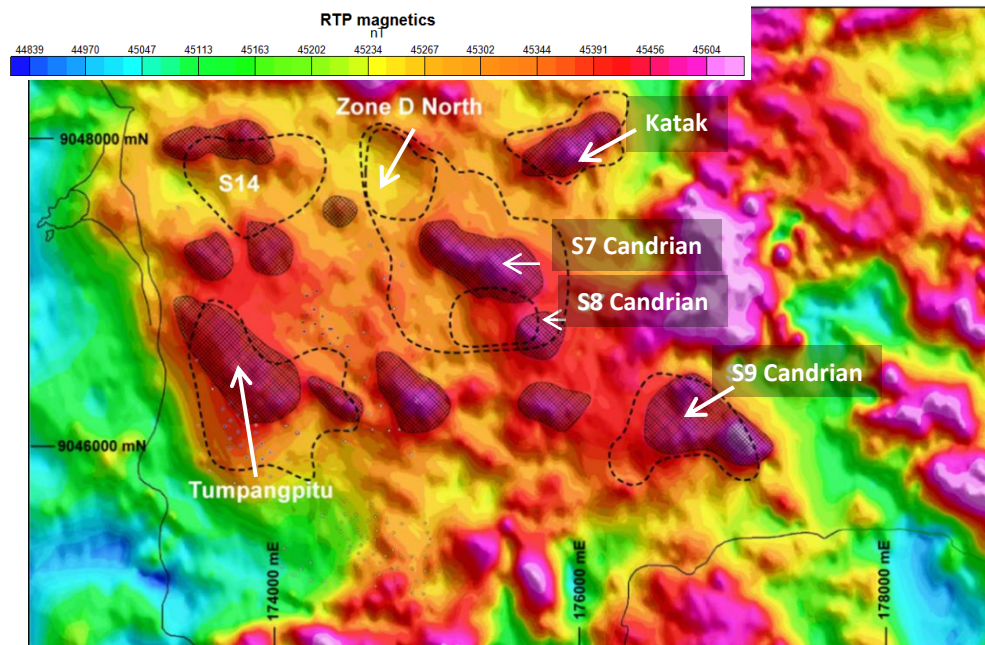 RTP magnetics
nT
44839 44970 45047 45113 45163 45202 45234 45267 45302 45344 45391 45456 45604
Zone D North
Katak
9048000 mN
S14
S7 Candrian
S8 Candrian
S9 Candrian
9046000 mN
Tumpangpitu
174000 mE
176000 mE
178000 mE